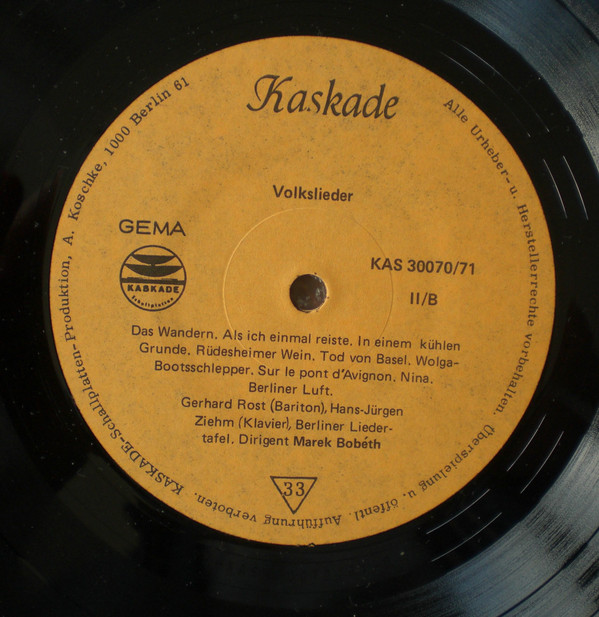 Kaskade
Volkslieder
GEMA
KASKADE
Schallplatten
KAS 30070/71
II/B
Das Wandern. Als ich einmal reiste. In einem kühlen
Grunde. Rüdesheimer Wein. Tod von Basel. Wolga-
Bootsschlepper. Sur le pont d'Avignon. Nina.
Berliner Luft.
Gerhard Rost (Bariton), Hans-Jürgen
Ziehm (Klavier), Berliner Lieder-
tafel. Dirigent Marek Bobéth
33
KASKADE-Schallplatten-Produktion, A. Koschke, 1000 Berlin 61
Alle Urheber- u. Herstellerrechte vorbehalten. Überspielung u. öffentl. Aufführung verboten.